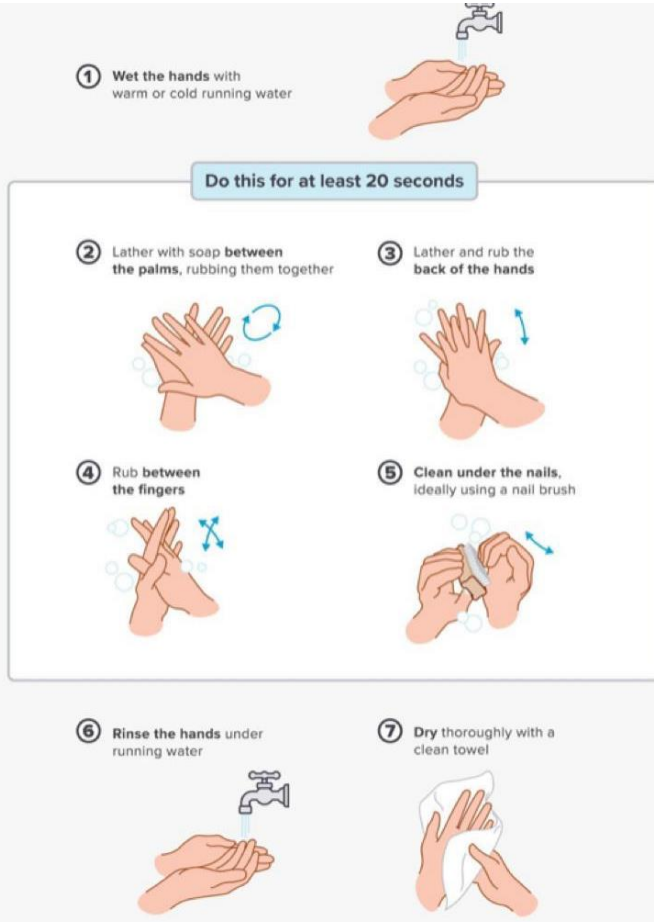 1 Wet the hands with
warm or cold running water
Do this for at least 20 seconds
2 Lather with soap between
the palms, rubbing them together
3 Lather and rub the
back of the hands
4 Rub between
the fingers
5 Clean under the nails,
ideally using a nail brush
6 Rinse the hands under
running water
7 Dry thoroughly with a
clean towel